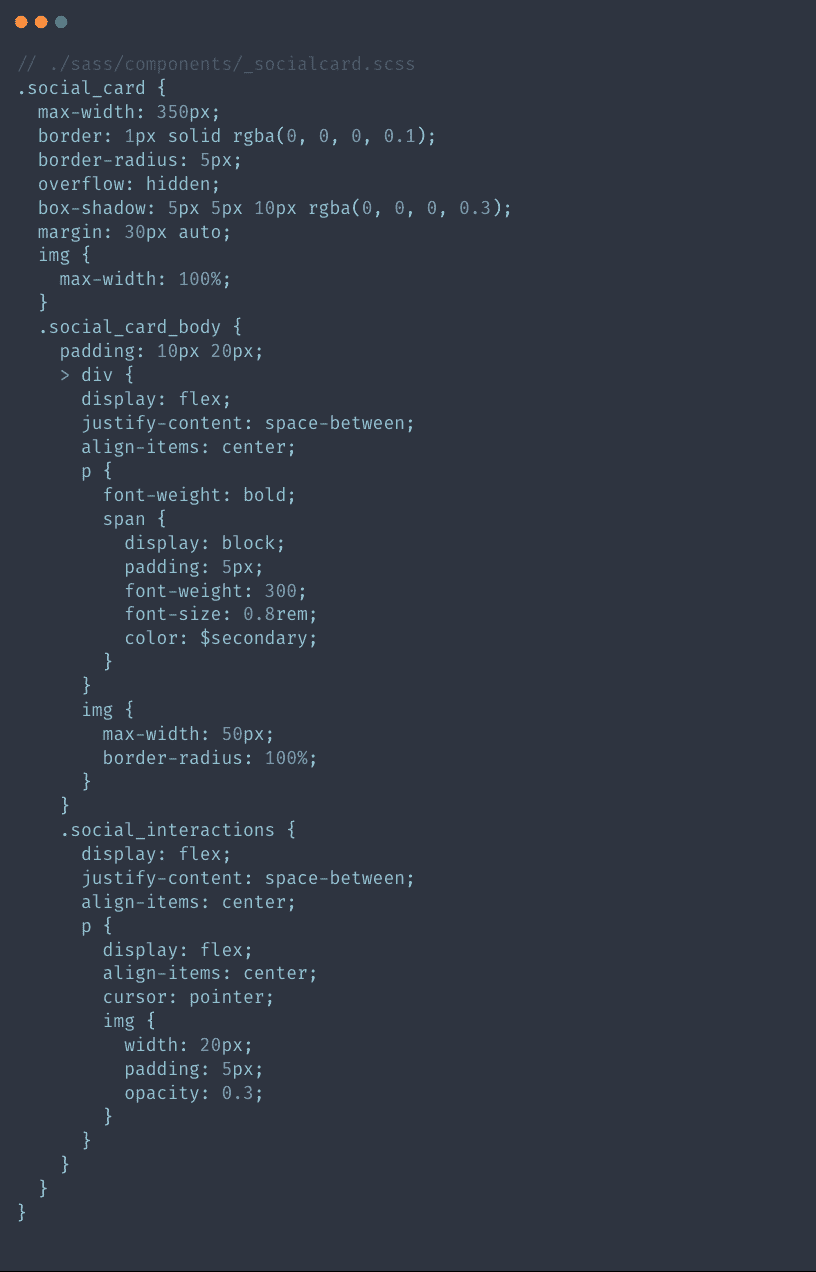 // ./sass/components/_socialcard.scss
.social_card {
  max-width: 350px;
  border: 1px solid rgba(0, 0, 0, 0.1);
  border-radius: 5px;
  overflow: hidden;
  box-shadow: 5px 5px 10px rgba(0, 0, 0, 0.3);
  margin: 30px auto;
  img {
    max-width: 100%;
  }
  .social_card_body {
    padding: 10px 20px;
    > div {
      display: flex;
      justify-content: space-between;
      align-items: center;
      p {
        font-weight: bold;
        span {
          display: block;
          padding: 5px;
          font-weight: 300;
          font-size: 0.8rem;
          color: $secondary;
        }
      }
      img {
        max-width: 50px;
        border-radius: 100%;
      }
    }
    .social_interactions {
      display: flex;
      justify-content: space-between;
      align-items: center;
      p {
        display: flex;
        align-items: center;
        cursor: pointer;
        img {
          width: 20px;
          padding: 5px;
          opacity: 0.3;
        }
      }
    }
  }
}